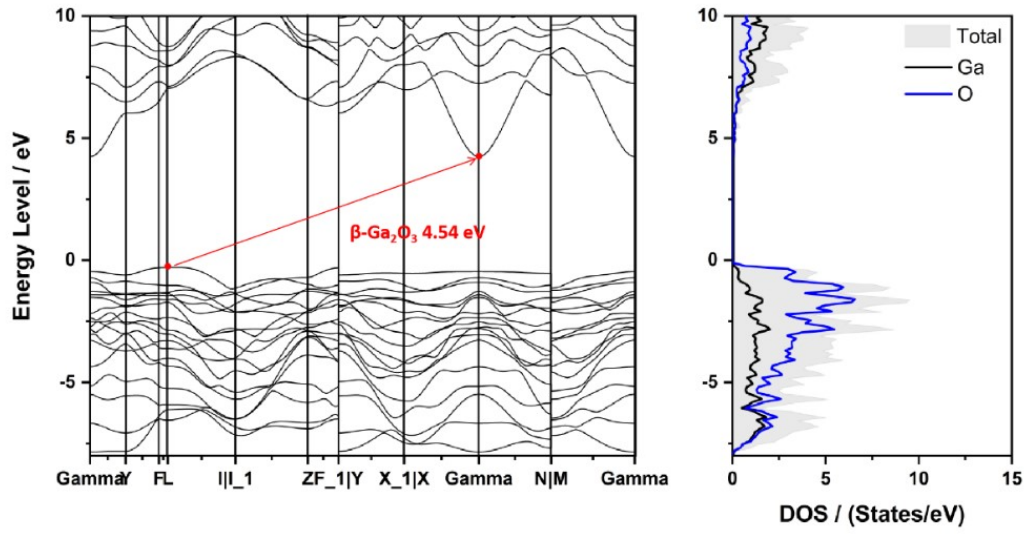 10
5
0
-5
Energy Level / eV
β-Ga₂O₃ 4.54 eV
Gamma Y FL I|I_1 ZF_1|Y X_1|X Gamma N|M Gamma
10
5
0
-5
Total
Ga
O
0 5 10 15
DOS / (States/eV)